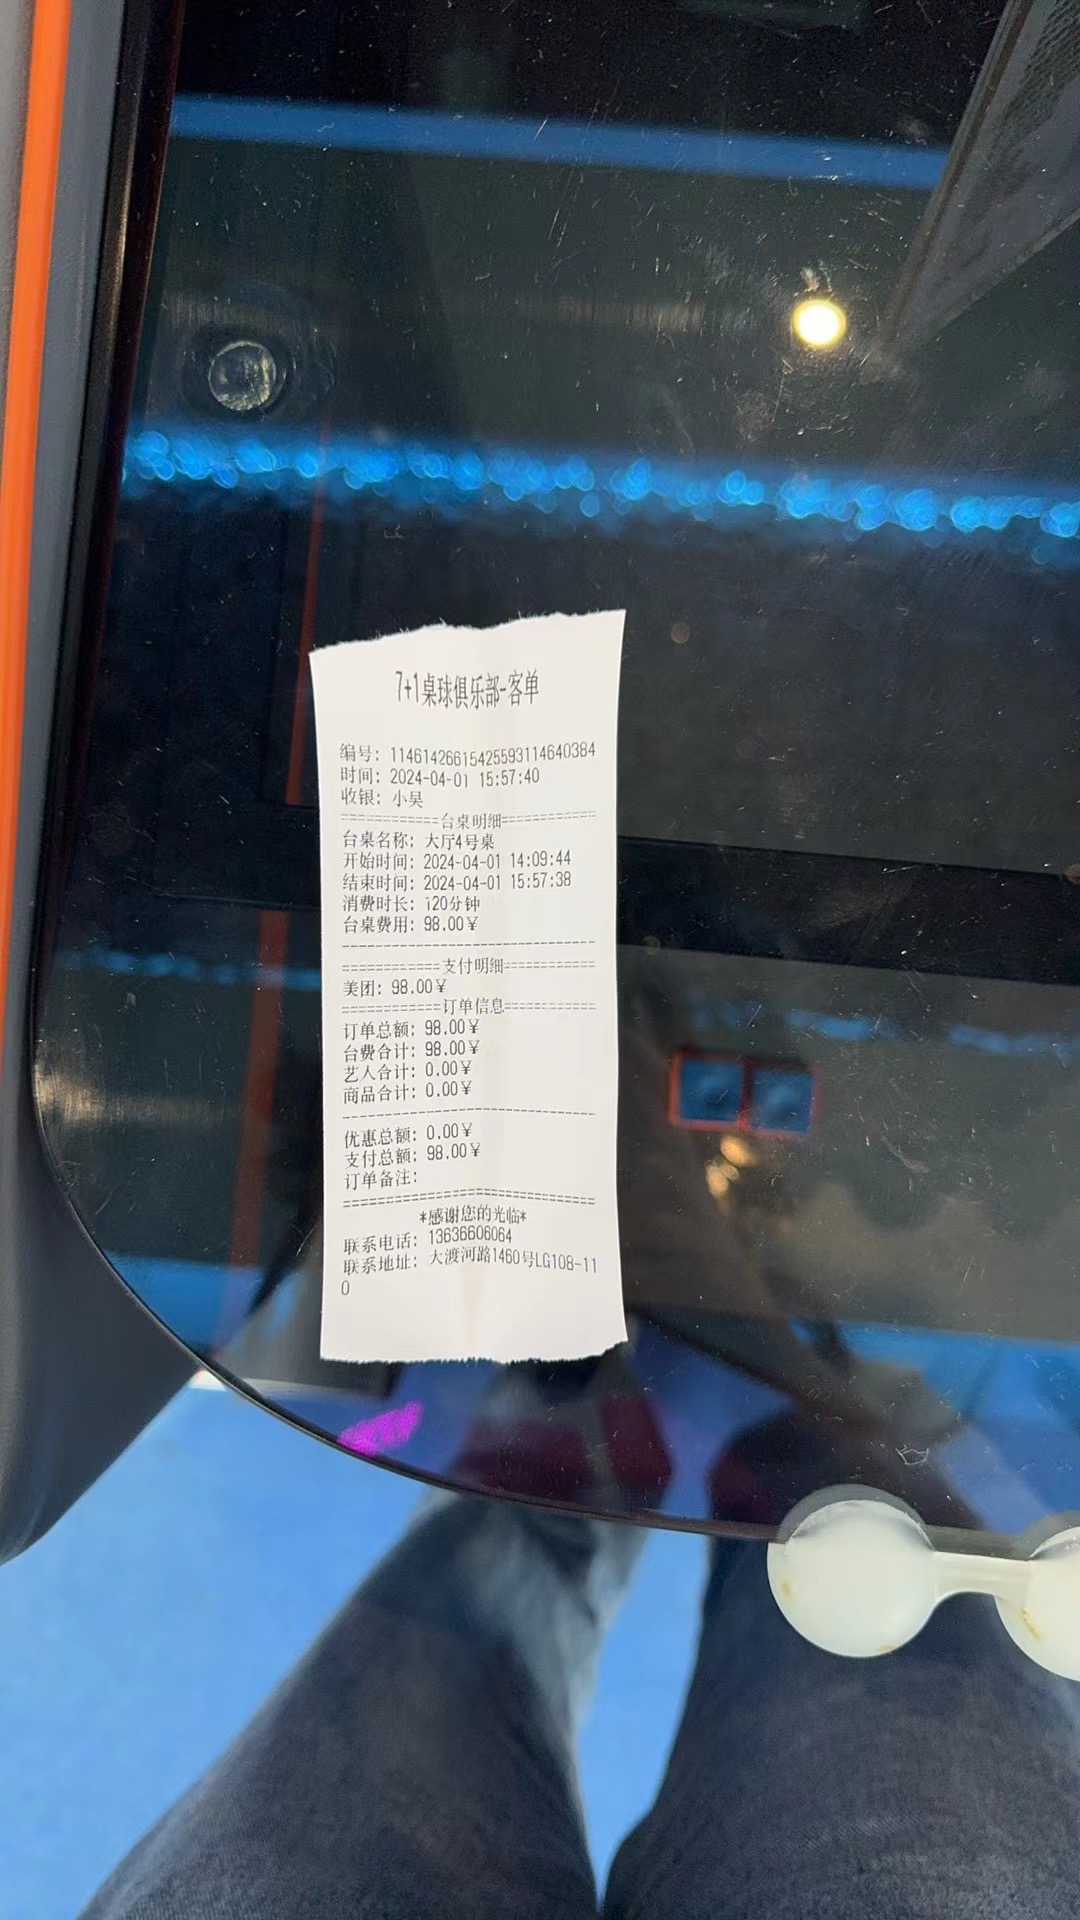 7+1桌球俱乐部-客单
编号: 11461426615425593114640384
时间: 2024-04-01 15:57:40
收银: 小吴
============台桌明细============
台桌名称: 大厅4号桌
开始时间: 2024-04-01 14:09:44
结束时间: 2024-04-01 15:57:38
消费时长: 120分钟
台桌费用: 98.00¥
--------------------------------
============支付明细============
美团: 98.00¥
============订单信息============
订单总额: 98.00¥
台费合计: 98.00¥
艺人合计: 0.00¥
商品合计: 0.00¥
--------------------------------
优惠总额: 0.00¥
支付总额: 98.00¥
订单备注:
================================
*感谢您的光临*
联系电话: 13636606064
联系地址: 大渡河路1460号LG108-11
0